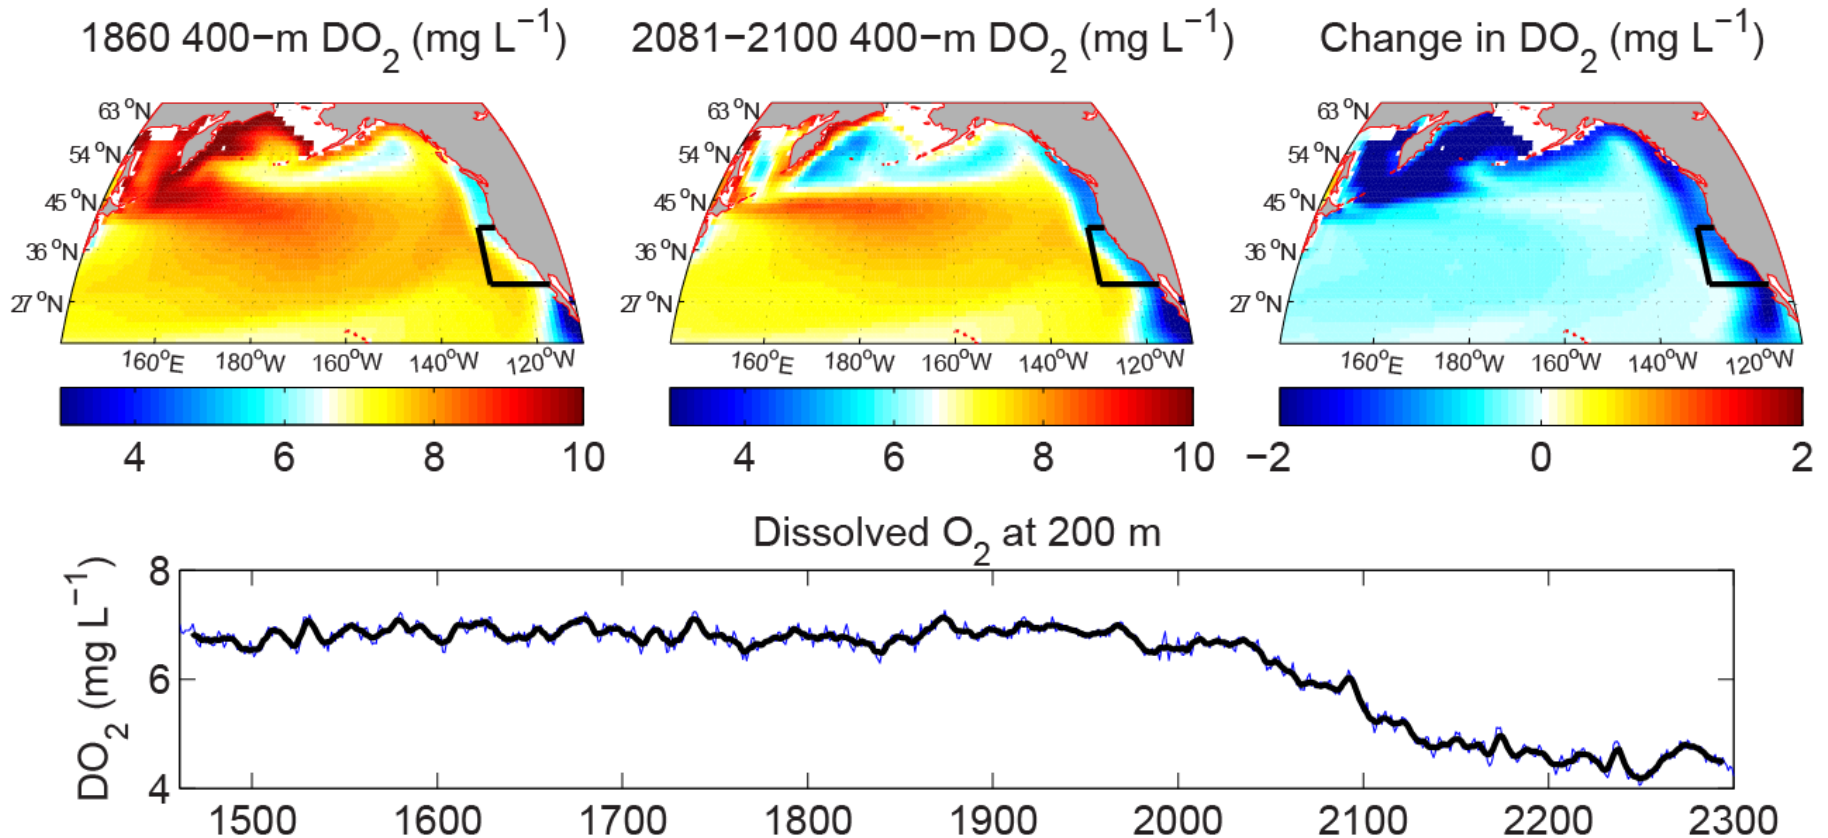 1860 400−m DO₂ (mg L⁻¹) 2081−2100 400−m DO₂ (mg L⁻¹) Change in DO₂ (mg L⁻¹)
63 °N 63 °N 63 °N
54 °N 54 °N 54 °N
45 °N 45 °N 45 °N
36 °N 36 °N 36 °N
27 °N 27 °N 27 °N
160°E 180°W 160°W 140°W 120°W 160°E 180°W 160°W 140°W 120°W 160°E 180°W 160°W 140°W 120°W
4 6 8 10 4 6 8 10 −2 0 2
Dissolved O₂ at 200 m
DO₂ (mg L⁻¹)
8
6
4
1500 1600 1700 1800 1900 2000 2100 2200 2300